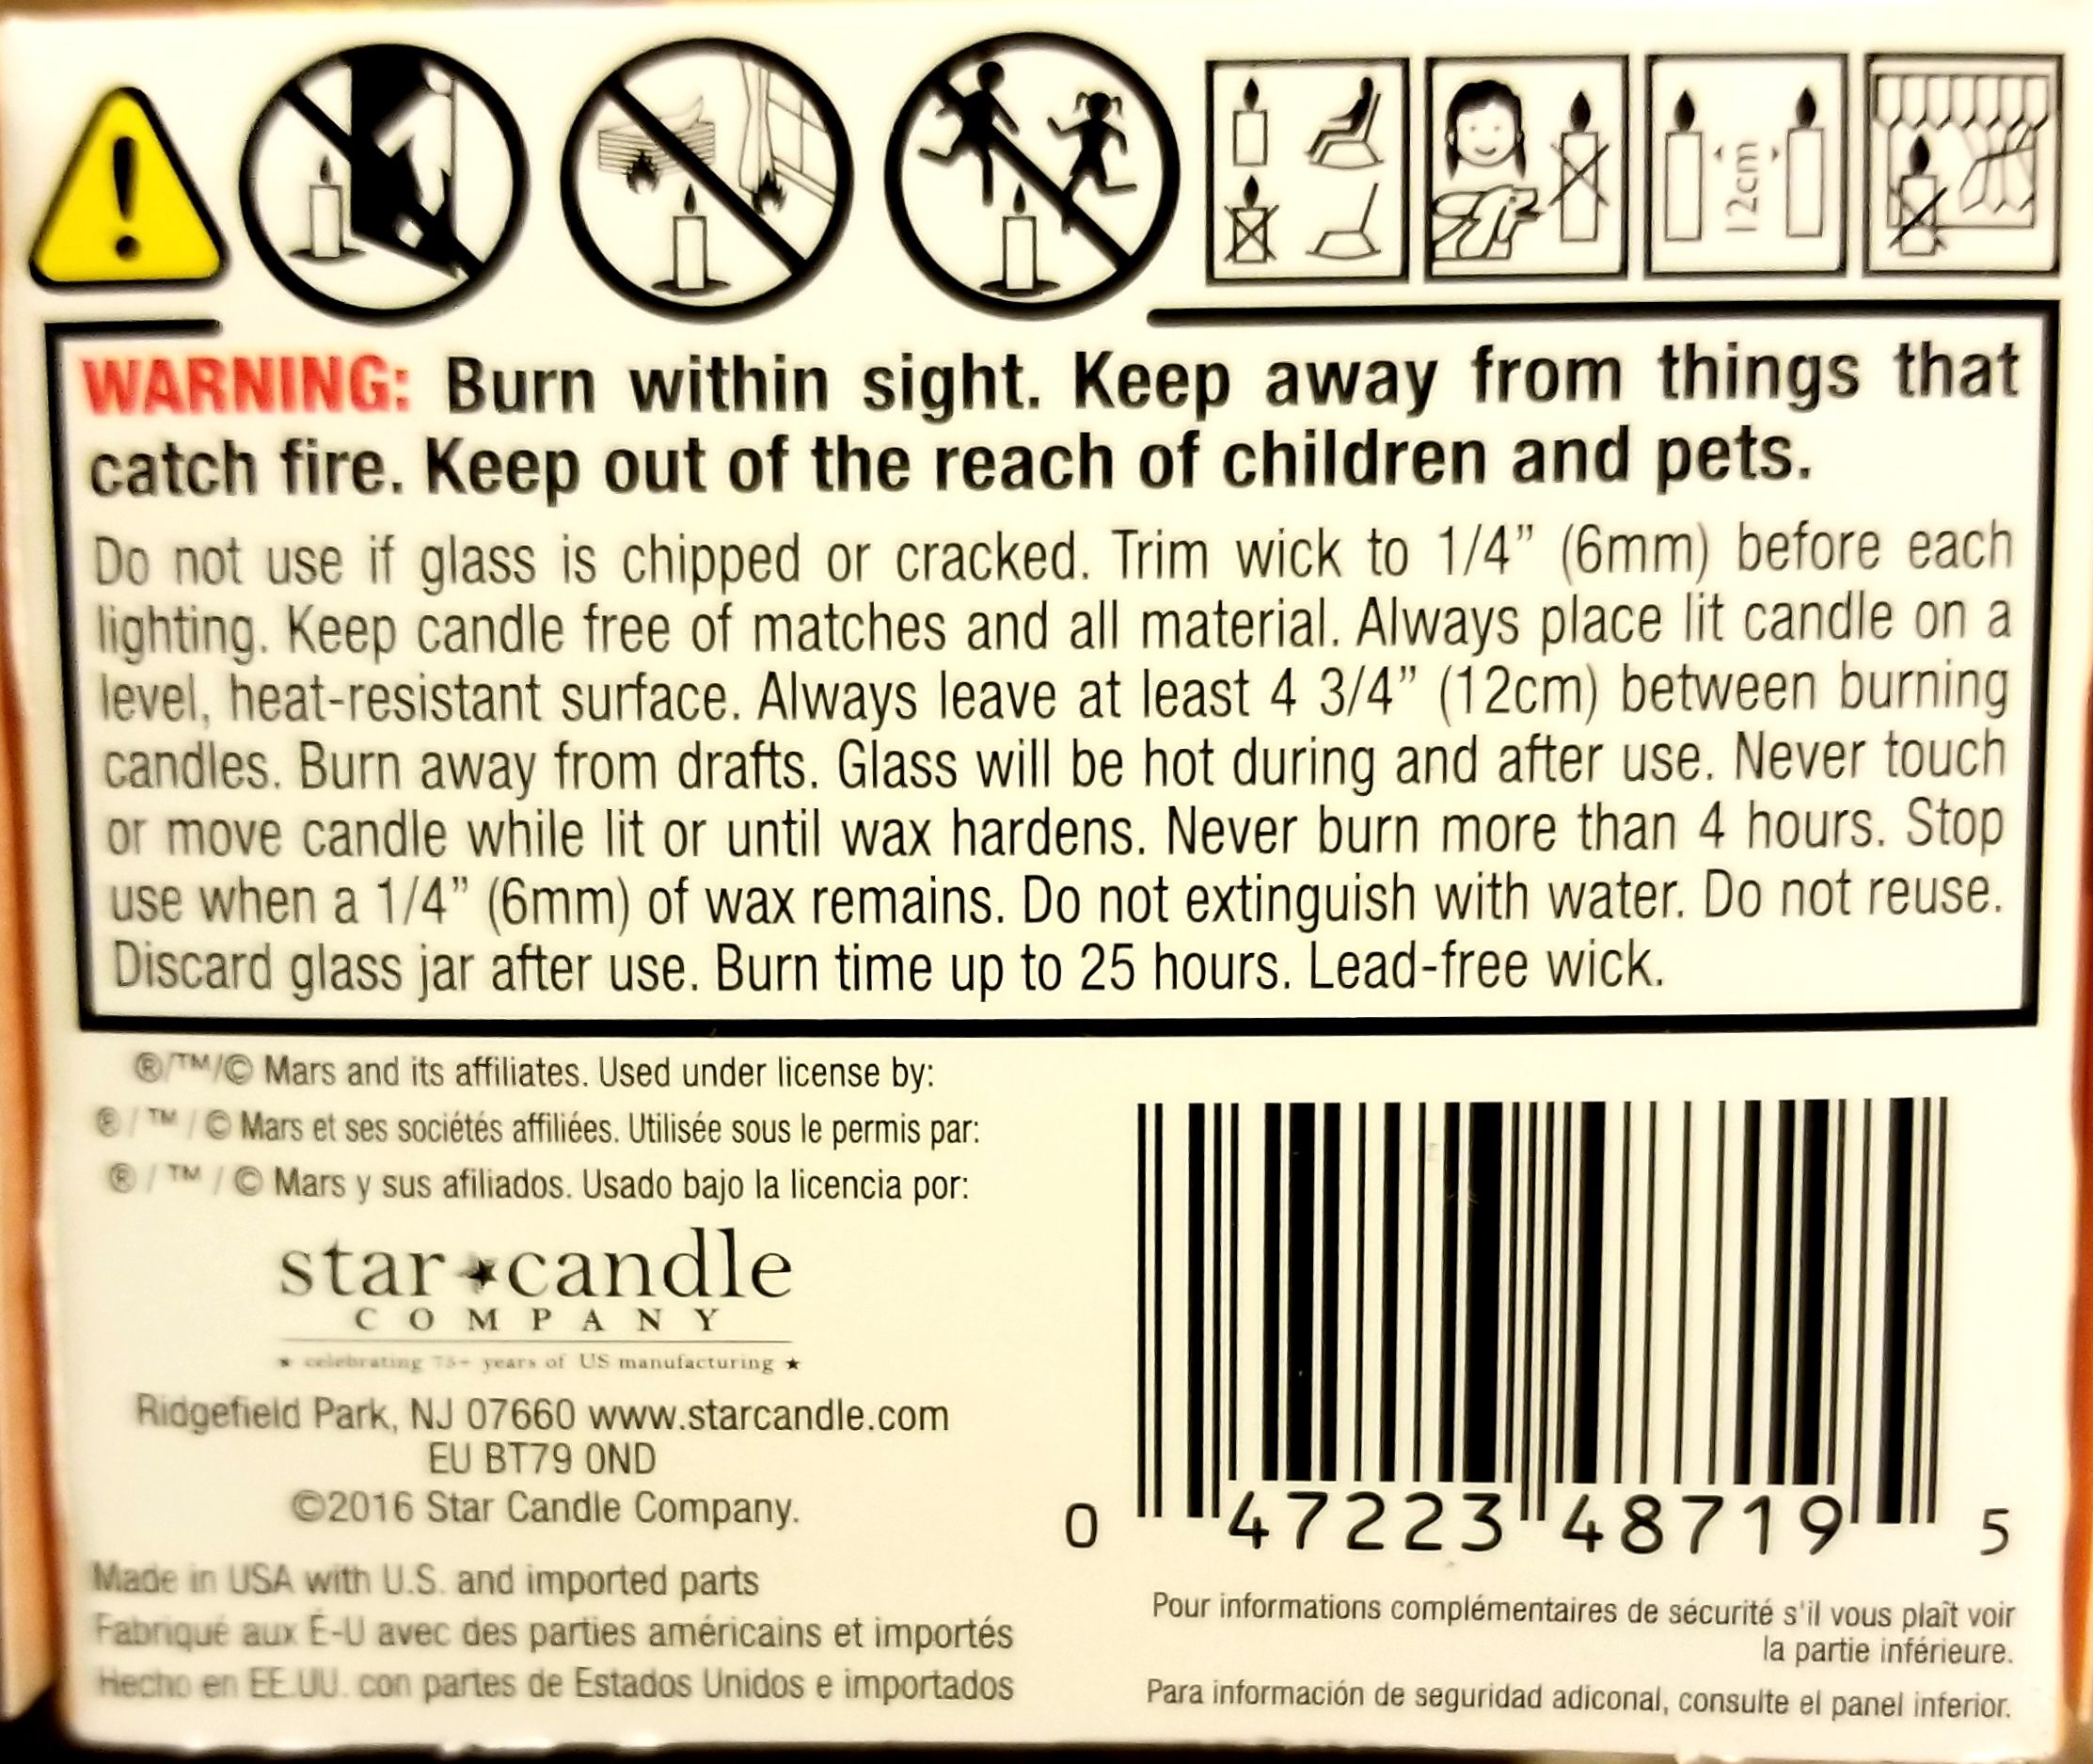 !
12cm
WARNING: Burn within sight. Keep away from things that
catch fire. Keep out of the reach of children and pets.
Do not use if glass is chipped or cracked. Trim wick to 1/4” (6mm) before each
lighting. Keep candle free of matches and all material. Always place lit candle on a
level, heat-resistant surface. Always leave at least 4 3/4” (12cm) between burning
candles. Burn away from drafts. Glass will be hot during and after use. Never touch
or move candle while lit or until wax hardens. Never burn more than 4 hours. Stop
use when a 1/4” (6mm) of wax remains. Do not extinguish with water. Do not reuse.
Discard glass jar after use. Burn time up to 25 hours. Lead-free wick.
®/™/© Mars and its affiliates. Used under license by:
® / ™ / © Mars et ses sociétés affiliées. Utilisée sous le permis par:
® / ™ / © Mars y sus afiliados. Usado bajo la licencia por:
star★candle
COMPANY
★ celebrating 75+ years of US manufacturing ★
Ridgefield Park, NJ 07660 www.starcandle.com
EU BT79 0ND
©2016 Star Candle Company.
Made in USA with U.S. and imported parts
Fabriqué aux É-U avec des parties américains et importés
Hecho en EE.UU. con partes de Estados Unidos e importados
0 47223 48719 5
Pour informations complémentaires de sécurité s'il vous plaît voir
la partie inférieure.
Para información de seguridad adiconal, consulte el panel inferior.